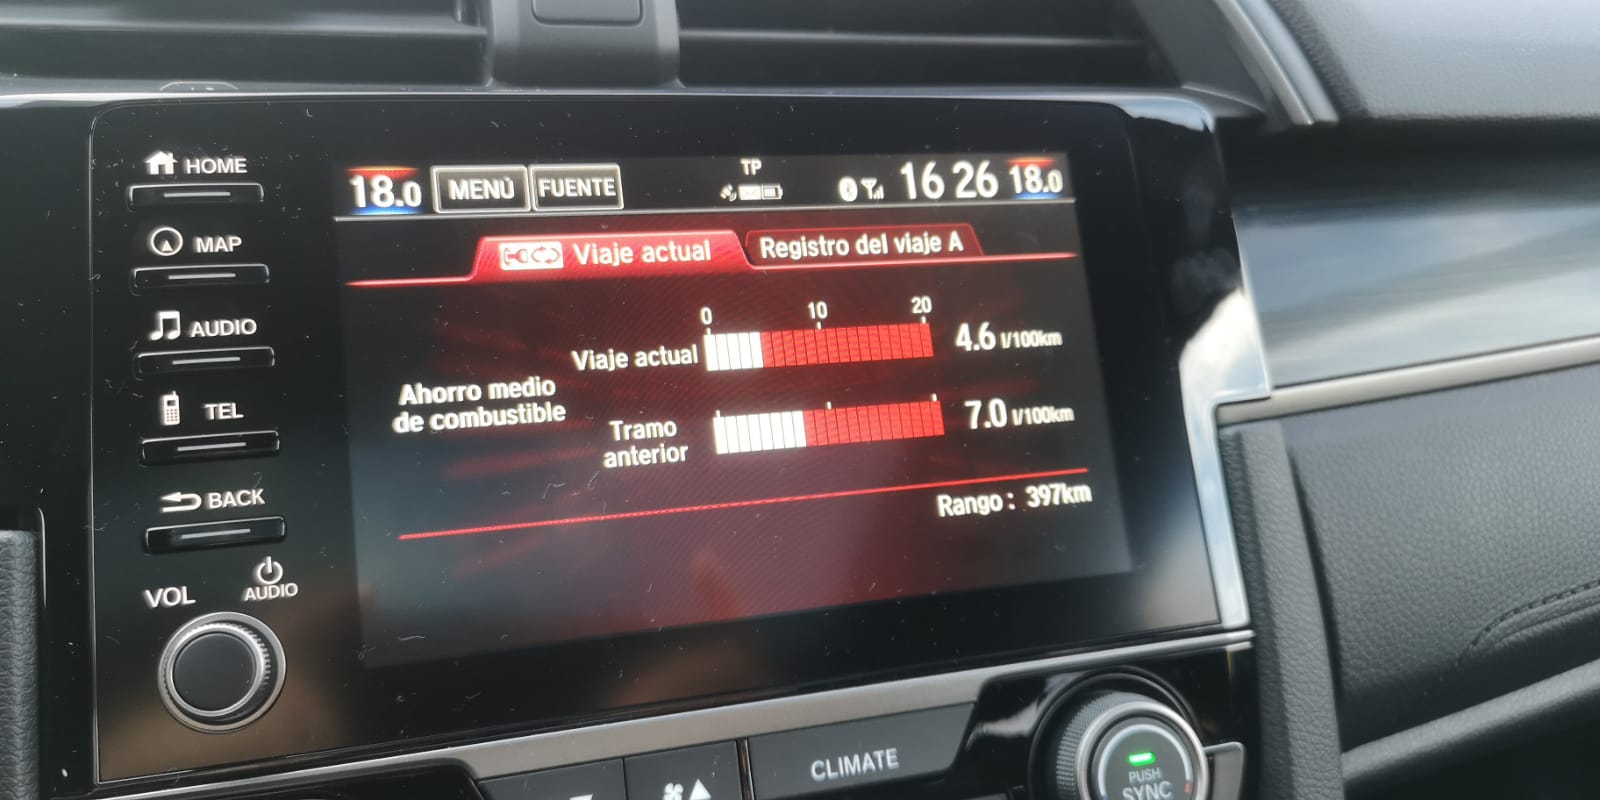 HOME
MAP
AUDIO
TEL
BACK
VOL
AUDIO
18.0 MENÚ FUENTE TP 16 26 18.0
Viaje actual Registro del viaje A
0 10 20
Viaje actual 4.6 l/100km
Ahorro medio
de combustible
Tramo
anterior 7.0 l/100km
Rango : 397km
CLIMATE
PUSH
SYNC